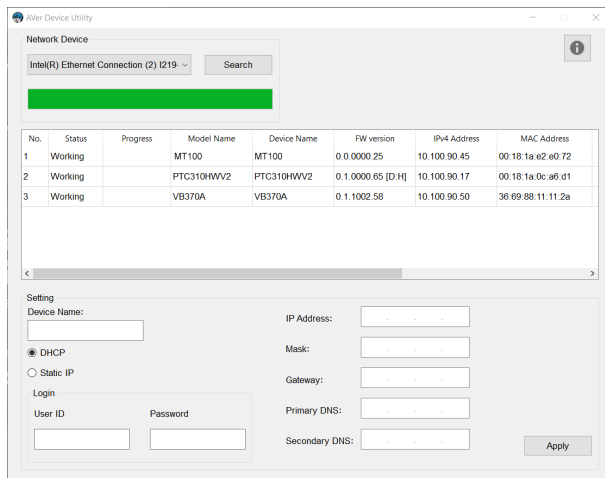 AVer Device Utility
Network Device
Intel(R) Ethernet Connection (2) I219-
Search
No. Status Progress Model Name Device Name FW version IPv4 Address MAC Address
1 Working MT100 MT100 0.0.0000.25 10.100.90.45 00:18:1a:e2:e0:72
2 Working PTC310HWV2 PTC310HWV2 0.1.0000.65 [D:H] 10.100.90.17 00:18:1a:0c:a6:d1
3 Working VB370A VB370A 0.1.1002.58 10.100.90.50 36:69:88:11:11:2a
Setting
Device Name:
DHCP
Static IP
Login
User ID Password
IP Address:
Mask:
Gateway:
Primary DNS:
Secondary DNS:
Apply